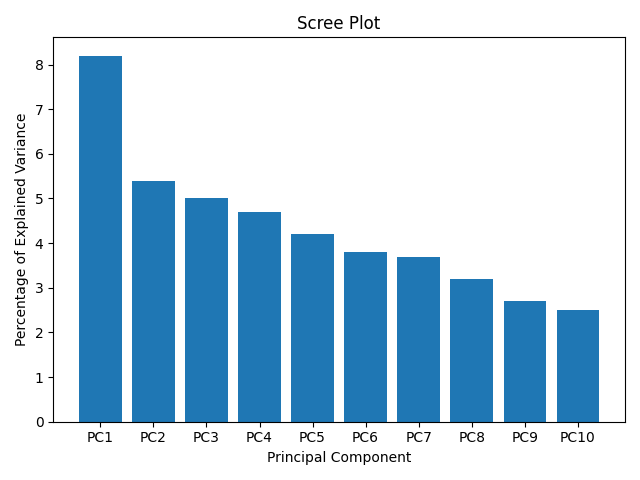 Scree Plot
Percentage of Explained Variance
8
7
6
5
4
3
2
1
0
PC1 PC2 PC3 PC4 PC5 PC6 PC7 PC8 PC9 PC10
Principal Component